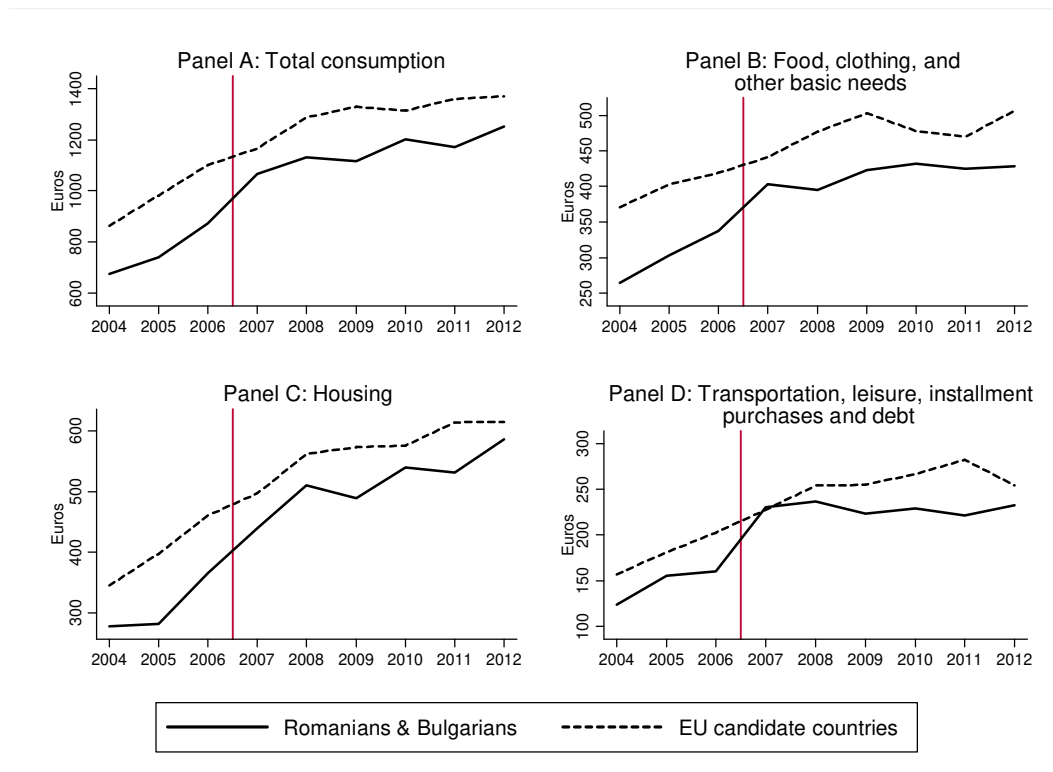 Panel A: Total consumption
Euros
1400
1200
1000
800
600
2004 2005 2006 2007 2008 2009 2010 2011 2012
Panel B: Food, clothing, and
other basic needs
Euros
500
450
400
350
300
250
2004 2005 2006 2007 2008 2009 2010 2011 2012
Panel C: Housing
Euros
600
500
400
300
2004 2005 2006 2007 2008 2009 2010 2011 2012
Panel D: Transportation, leisure, installment
purchases and debt
Euros
300
250
200
150
100
2004 2005 2006 2007 2008 2009 2010 2011 2012
Romanians & Bulgarians
EU candidate countries